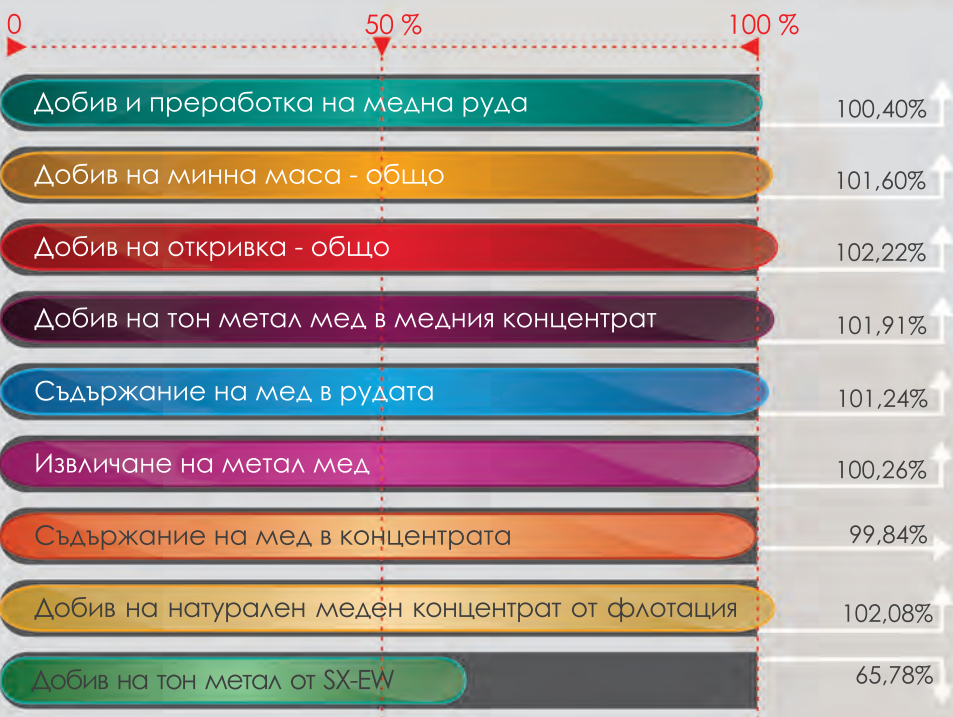 0 50 % 100 %
Добив и преработка на медна руда 100,40%
Добив на минна маса - общо 101,60%
Добив на откривка - общо 102,22%
Добив на тон метал мед в медния концентрат 101,91%
Съдържание на мед в рудата 101,24%
Извличане на метал мед 100,26%
Съдържание на мед в концентрата 99,84%
Добив на натурален меден концентрат от флотация 102,08%
Добив на тон метал от SX-EW 65,78%